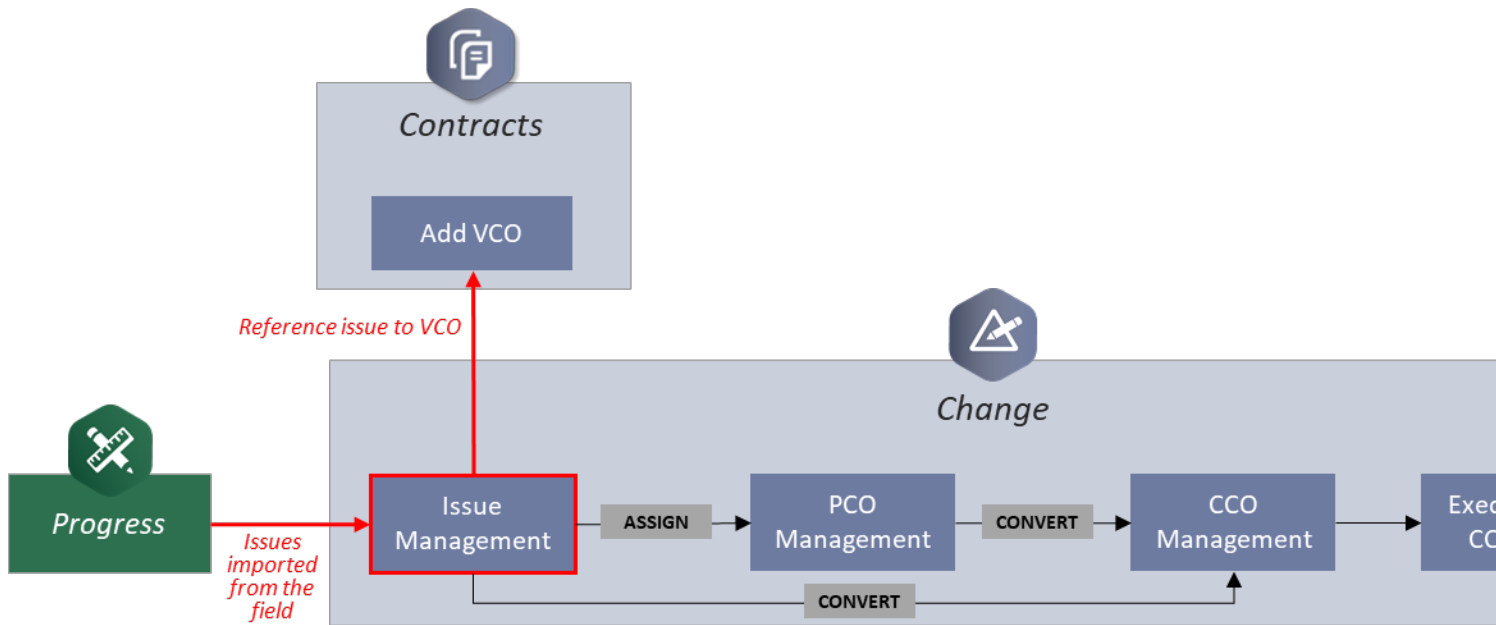 Contracts
Add VCO
Reference issue to VCO
Change
Progress
Issues
imported
from the
field
Issue
Management
ASSIGN
PCO
Management
CONVERT
CCO
Management
CONVERT